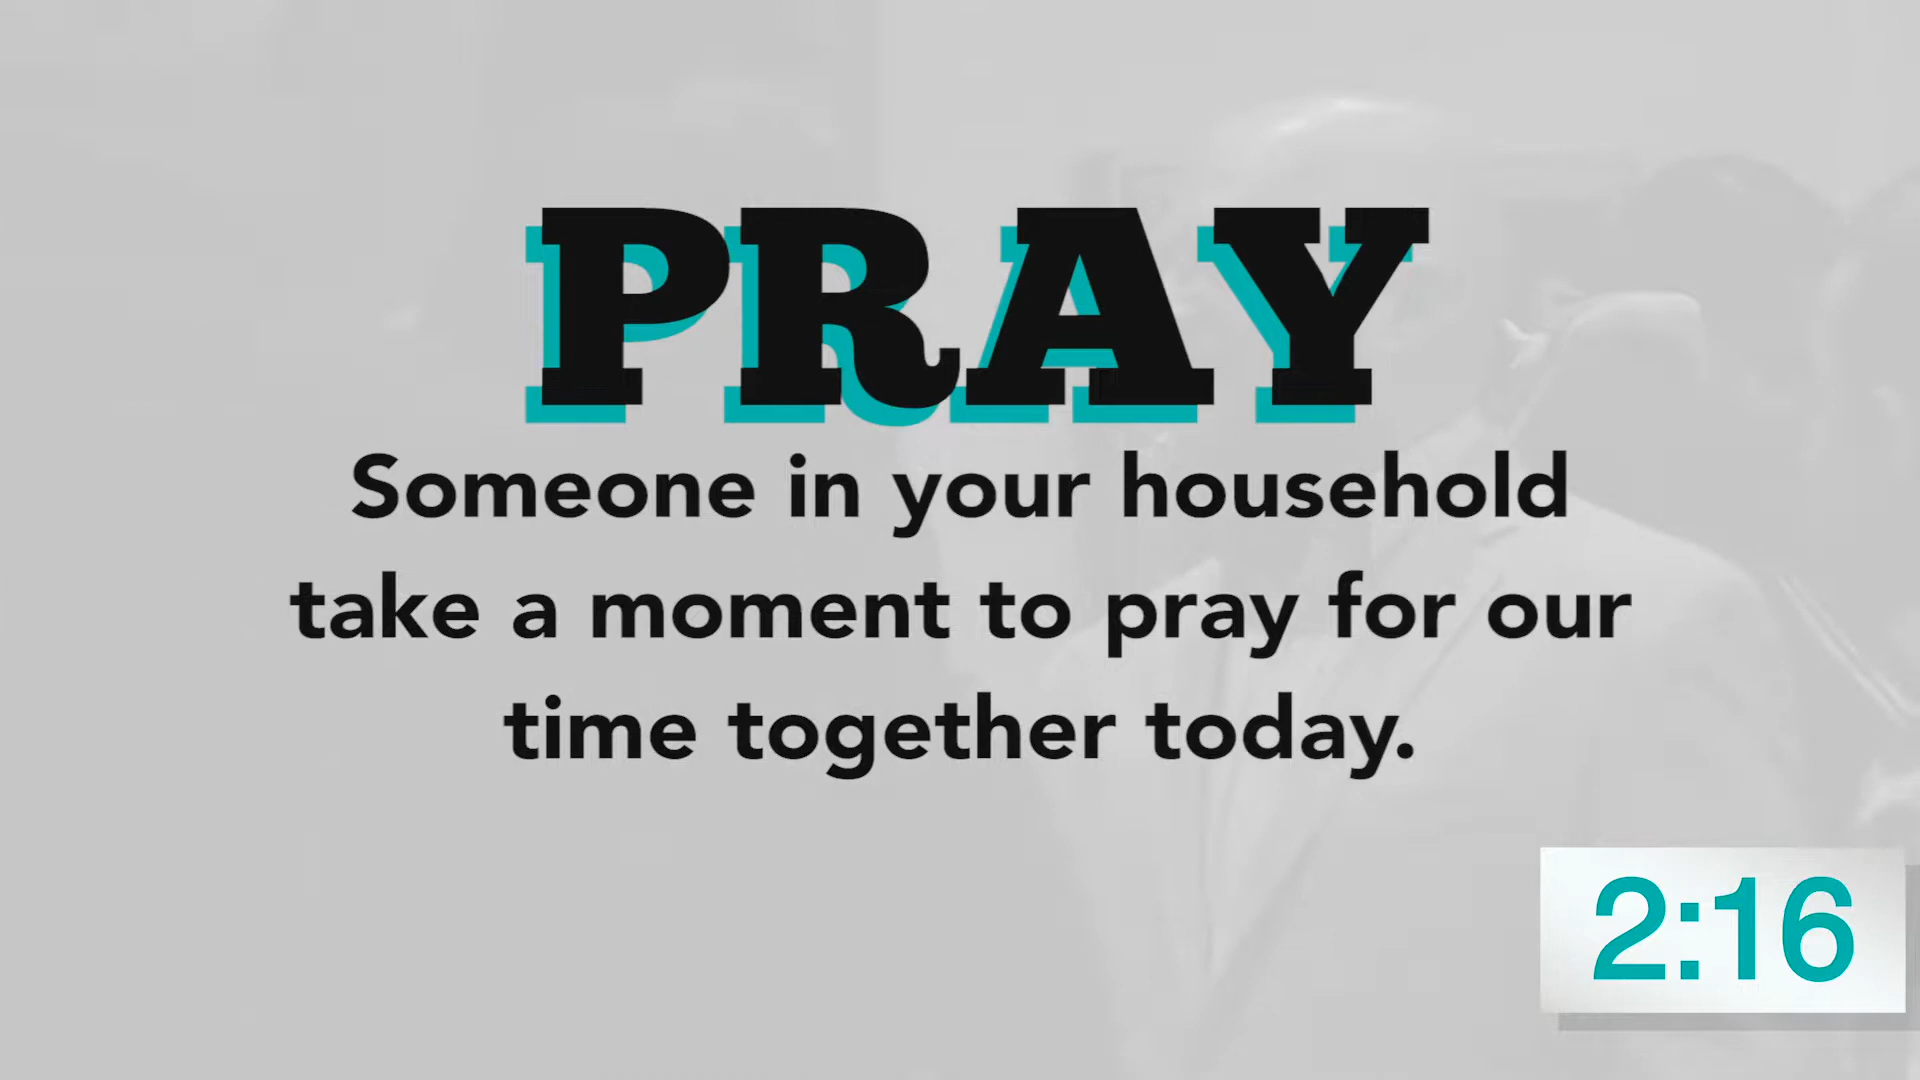 PRAY
Someone in your household
take a moment to pray for our
time together today.
2:16